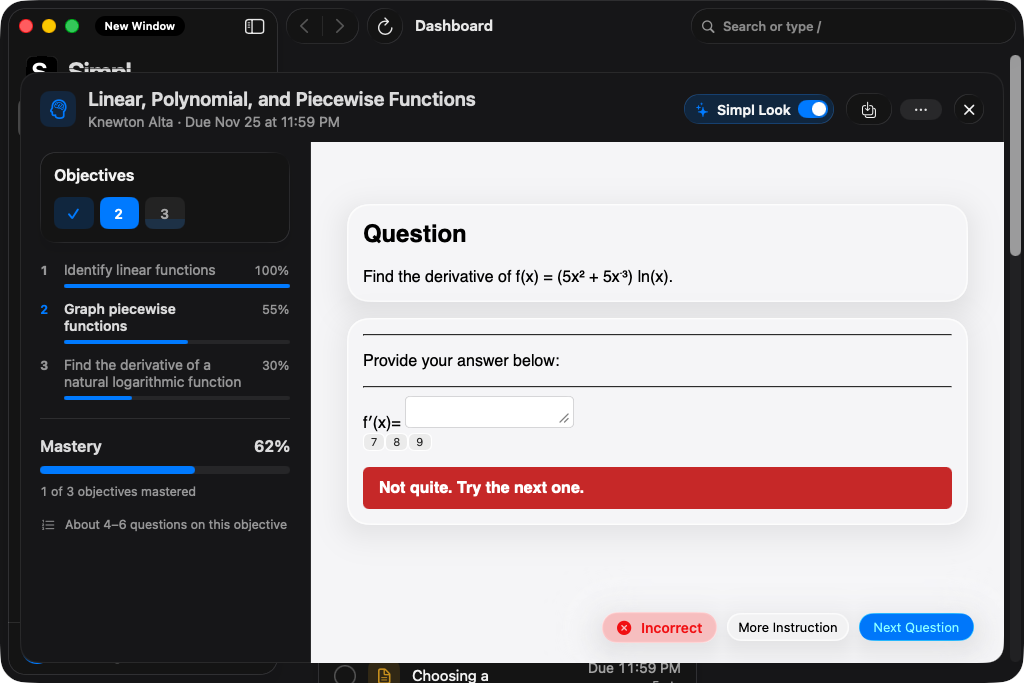 New Window
Dashboard
Search or type /
Simpl
Linear, Polynomial, and Piecewise Functions
Knewton Alta · Due Nov 25 at 11:59 PM
Simpl Look
Objectives
2
3
1 Identify linear functions 100%
2 Graph piecewise 55%
functions
3 Find the derivative of a 30%
natural logarithmic function
Mastery 62%
1 of 3 objectives mastered
About 4–6 questions on this objective
Question
Find the derivative of f(x) = (5x² + 5x⁻³) ln(x).
Provide your answer below:
f′(x)=
7 8 9
Not quite. Try the next one.
Incorrect
More Instruction
Next Question
Choosing a
Due 11:59 PM